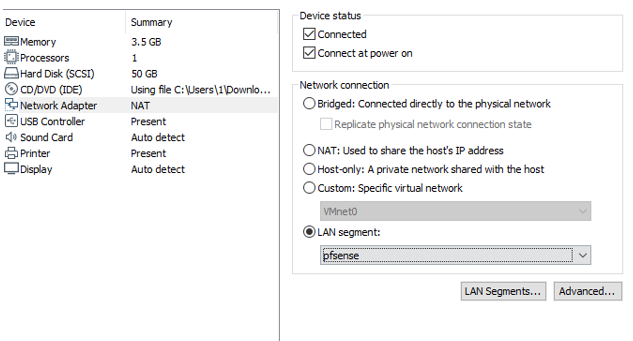 Device Summary
Memory 3.5 GB
Processors 1
Hard Disk (SCSI) 50 GB
CD/DVD (IDE) Using file C:\Users\1\Downlo...
Network Adapter NAT
USB Controller Present
Sound Card Auto detect
Printer Present
Display Auto detect
Device status
Connected
Connect at power on
Network connection
Bridged: Connected directly to the physical network
Replicate physical network connection state
NAT: Used to share the host's IP address
Host-only: A private network shared with the host
Custom: Specific virtual network
VMnet0
LAN segment:
pfsense
LAN Segments... Advanced...